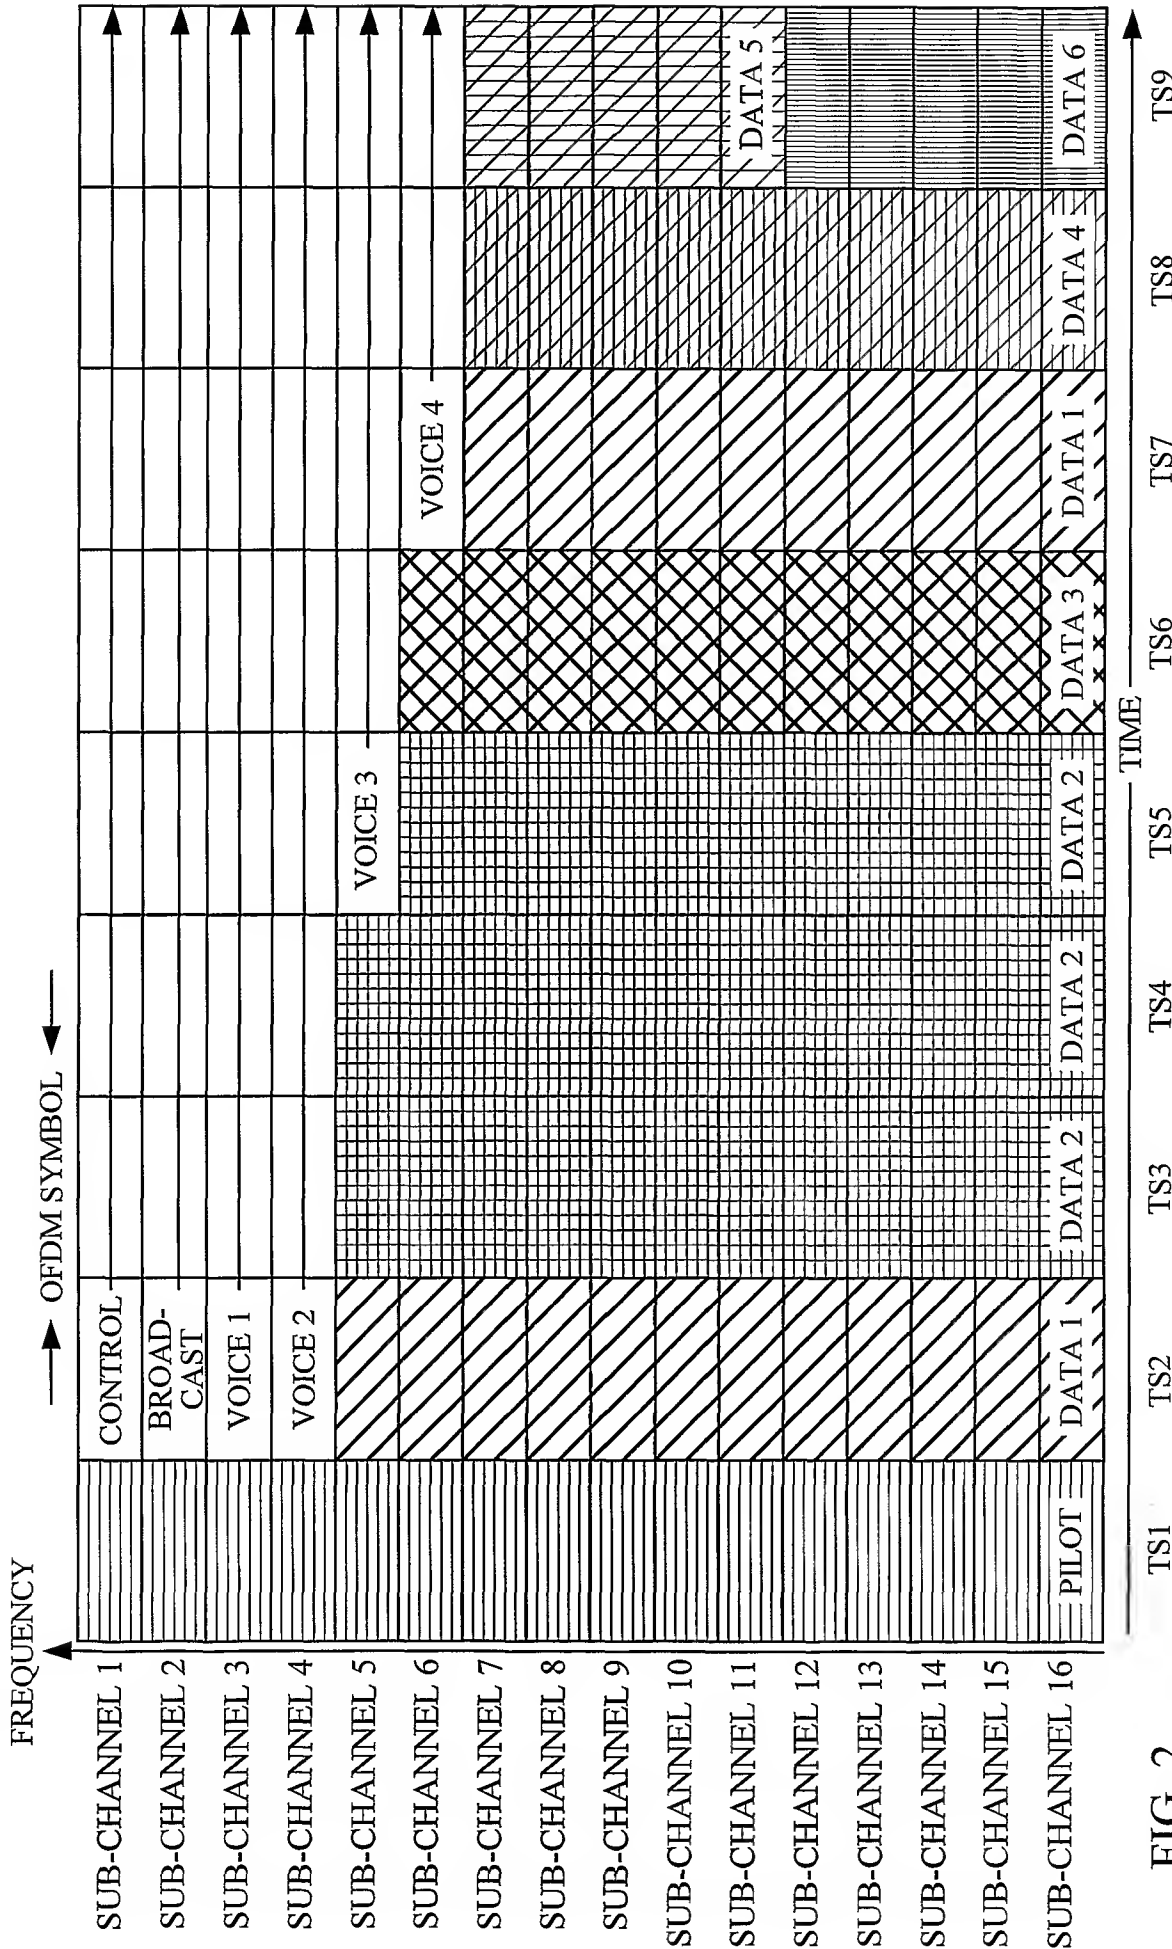 FREQUENCY
OFDM SYMBOL
SUB-CHANNEL 1
CONTROL
SUB-CHANNEL 2
BROAD-
CAST
SUB-CHANNEL 3
VOICE 1
SUB-CHANNEL 4
VOICE 2
SUB-CHANNEL 5
VOICE 3
SUB-CHANNEL 6
VOICE 4
SUB-CHANNEL 7
SUB-CHANNEL 8
SUB-CHANNEL 9
SUB-CHANNEL 10
SUB-CHANNEL 11
DATA 5
SUB-CHANNEL 12
SUB-CHANNEL 13
SUB-CHANNEL 14
SUB-CHANNEL 15
SUB-CHANNEL 16
PILOT
DATA 1
DATA 2
DATA 2
DATA 2
DATA 3
DATA 1
DATA 4
DATA 6
TIME
TS1
TS2
TS3
TS4
TS5
TS6
TS7
TS8
TS9
FIG. 2